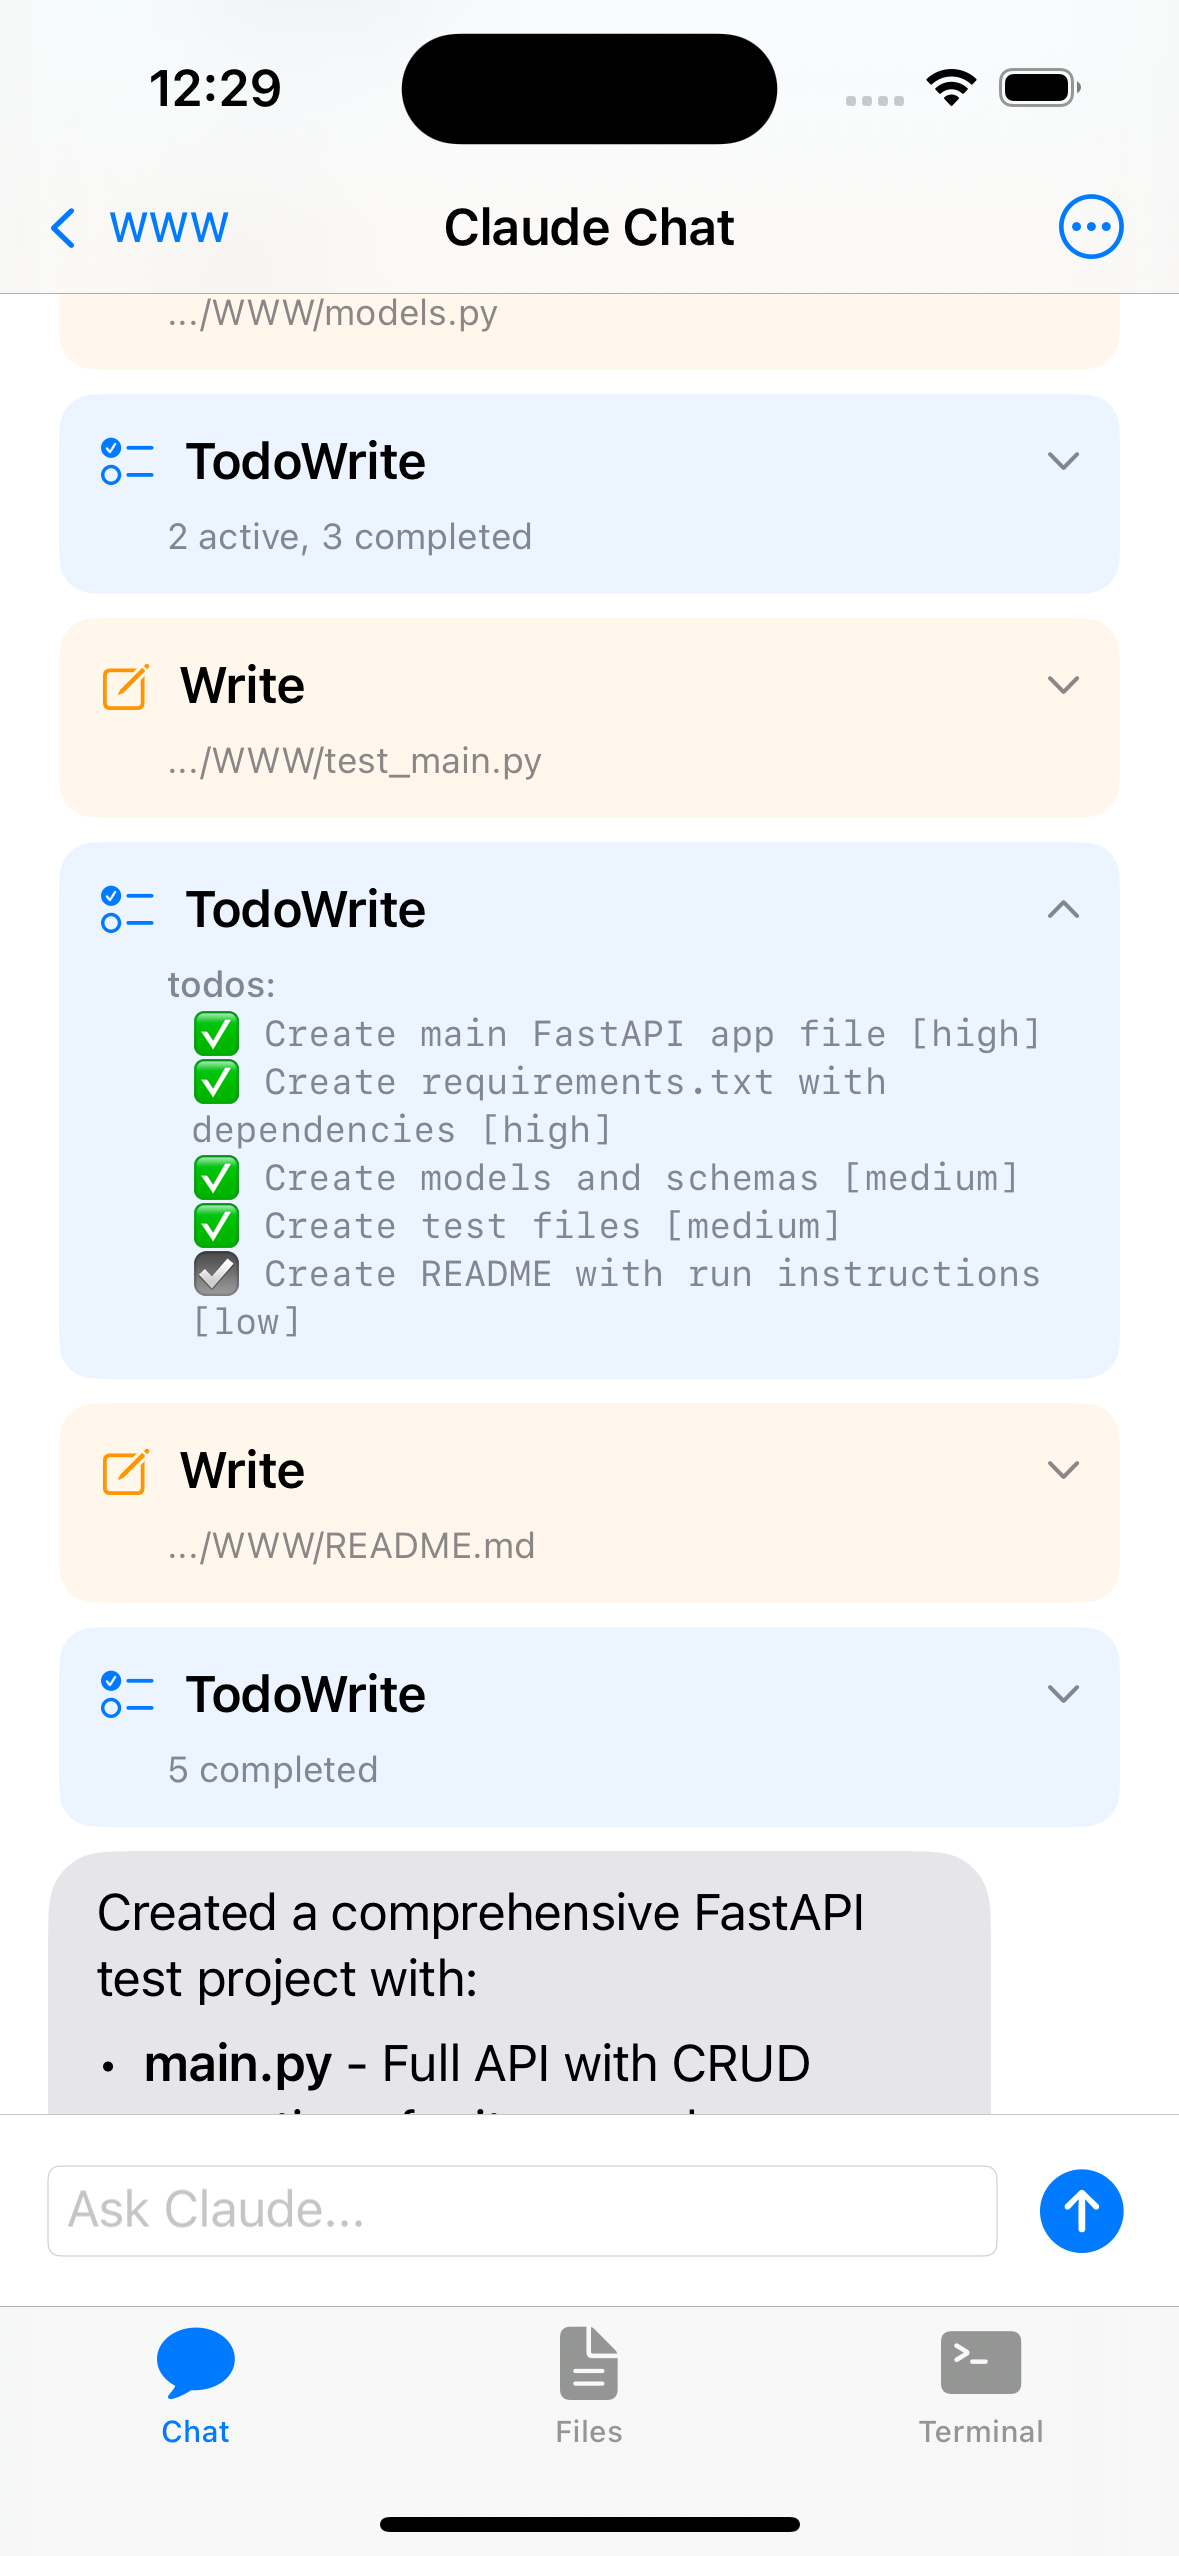 12:29
WWW
Claude Chat
.../WWW/models.py
TodoWrite
2 active, 3 completed
Write
.../WWW/test_main.py
TodoWrite
todos:
✅ Create main FastAPI app file [high]
✅ Create requirements.txt with
dependencies [high]
✅ Create models and schemas [medium]
✅ Create test files [medium]
☑️ Create README with run instructions
[low]
Write
.../WWW/README.md
TodoWrite
5 completed
Created a comprehensive FastAPI
test project with:
• main.py - Full API with CRUD
Ask Claude...
Chat
Files
Terminal